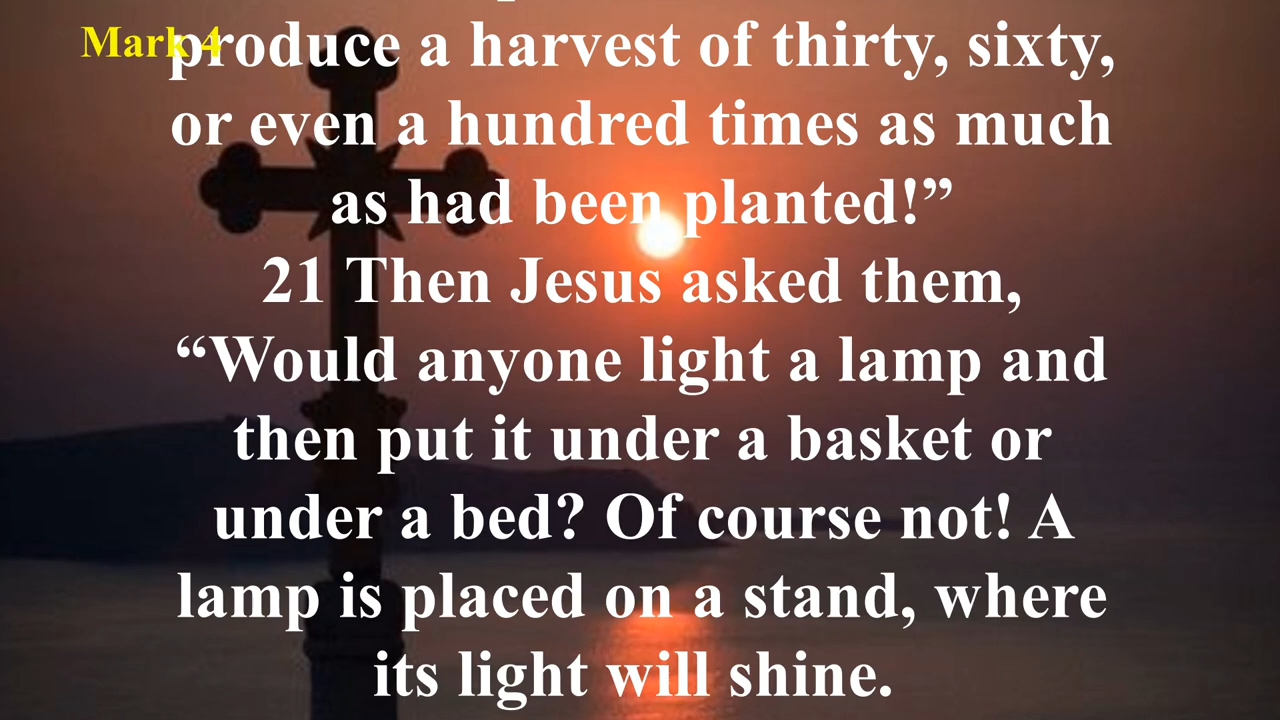 Mark 4
produce a harvest of thirty, sixty,
or even a hundred times as much
as had been planted!”
21 Then Jesus asked them,
“Would anyone light a lamp and
then put it under a basket or
under a bed? Of course not! A
lamp is placed on a stand, where
its light will shine.